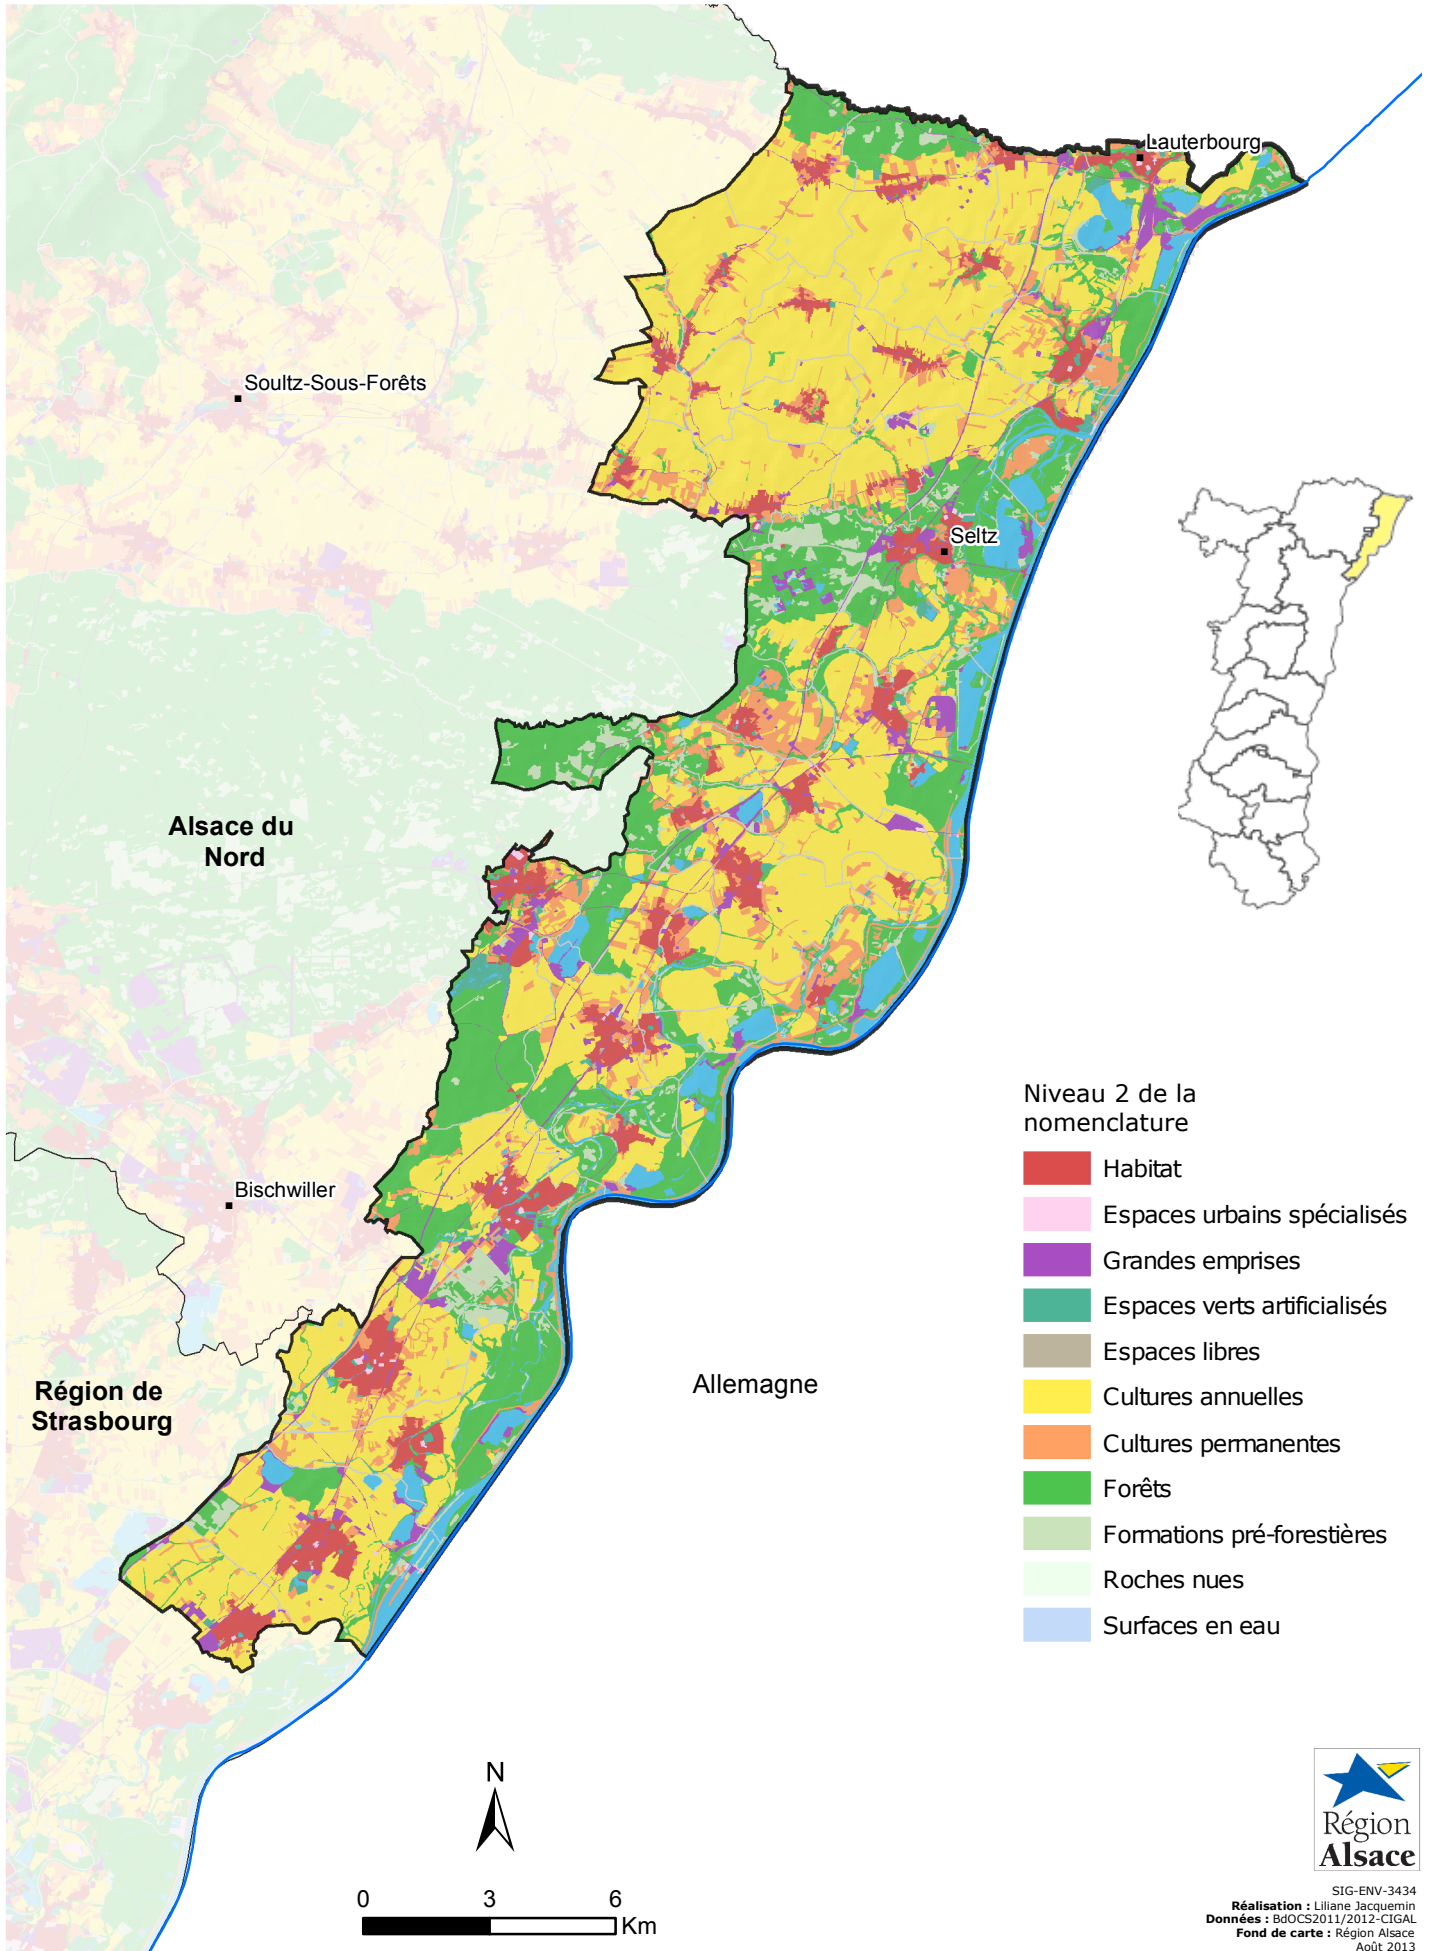 Lauterbourg
Soultz-Sous-Forêts
Seltz
Alsace du
Nord
Bischwiller
Région de
Strasbourg
Allemagne
Niveau 2 de la
nomenclature
Habitat
Espaces urbains spécialisés
Grandes emprises
Espaces verts artificialisés
Espaces libres
Cultures annuelles
Cultures permanentes
Forêts
Formations pré-forestières
Roches nues
Surfaces en eau
N
0 3 6
Km
Région
Alsace
SIG-ENV-3434
Réalisation : Liliane Jacquemin
Données : BdOCS2011/2012-CIGAL
Fond de carte : Région Alsace
Août 2013